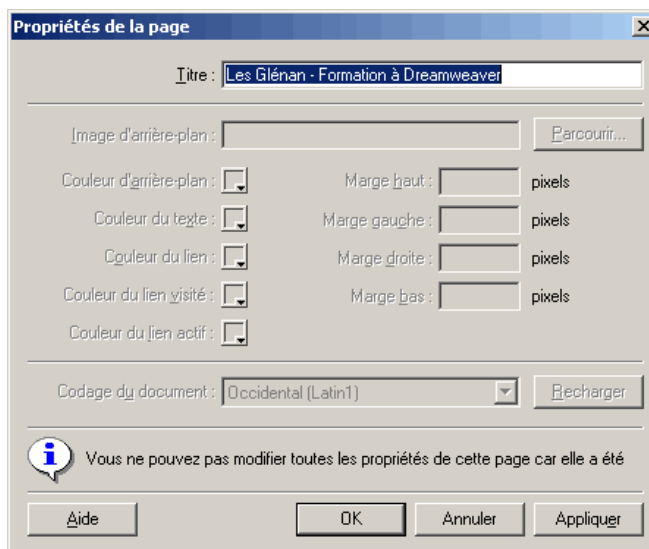 Propriétés de la page
Titre : Les Glénan - Formation à Dreamweaver
Image d'arrière-plan : Parcourir...
Couleur d'arrière-plan : Marge haut : pixels
Couleur du texte : Marge gauche : pixels
Couleur du lien : Marge droite : pixels
Couleur du lien visité : Marge bas : pixels
Couleur du lien actif :
Codage du document : Occidental (Latin1) Recharger
Vous ne pouvez pas modifier toutes les propriétés de cette page car elle a été
Aide OK Annuler Appliquer